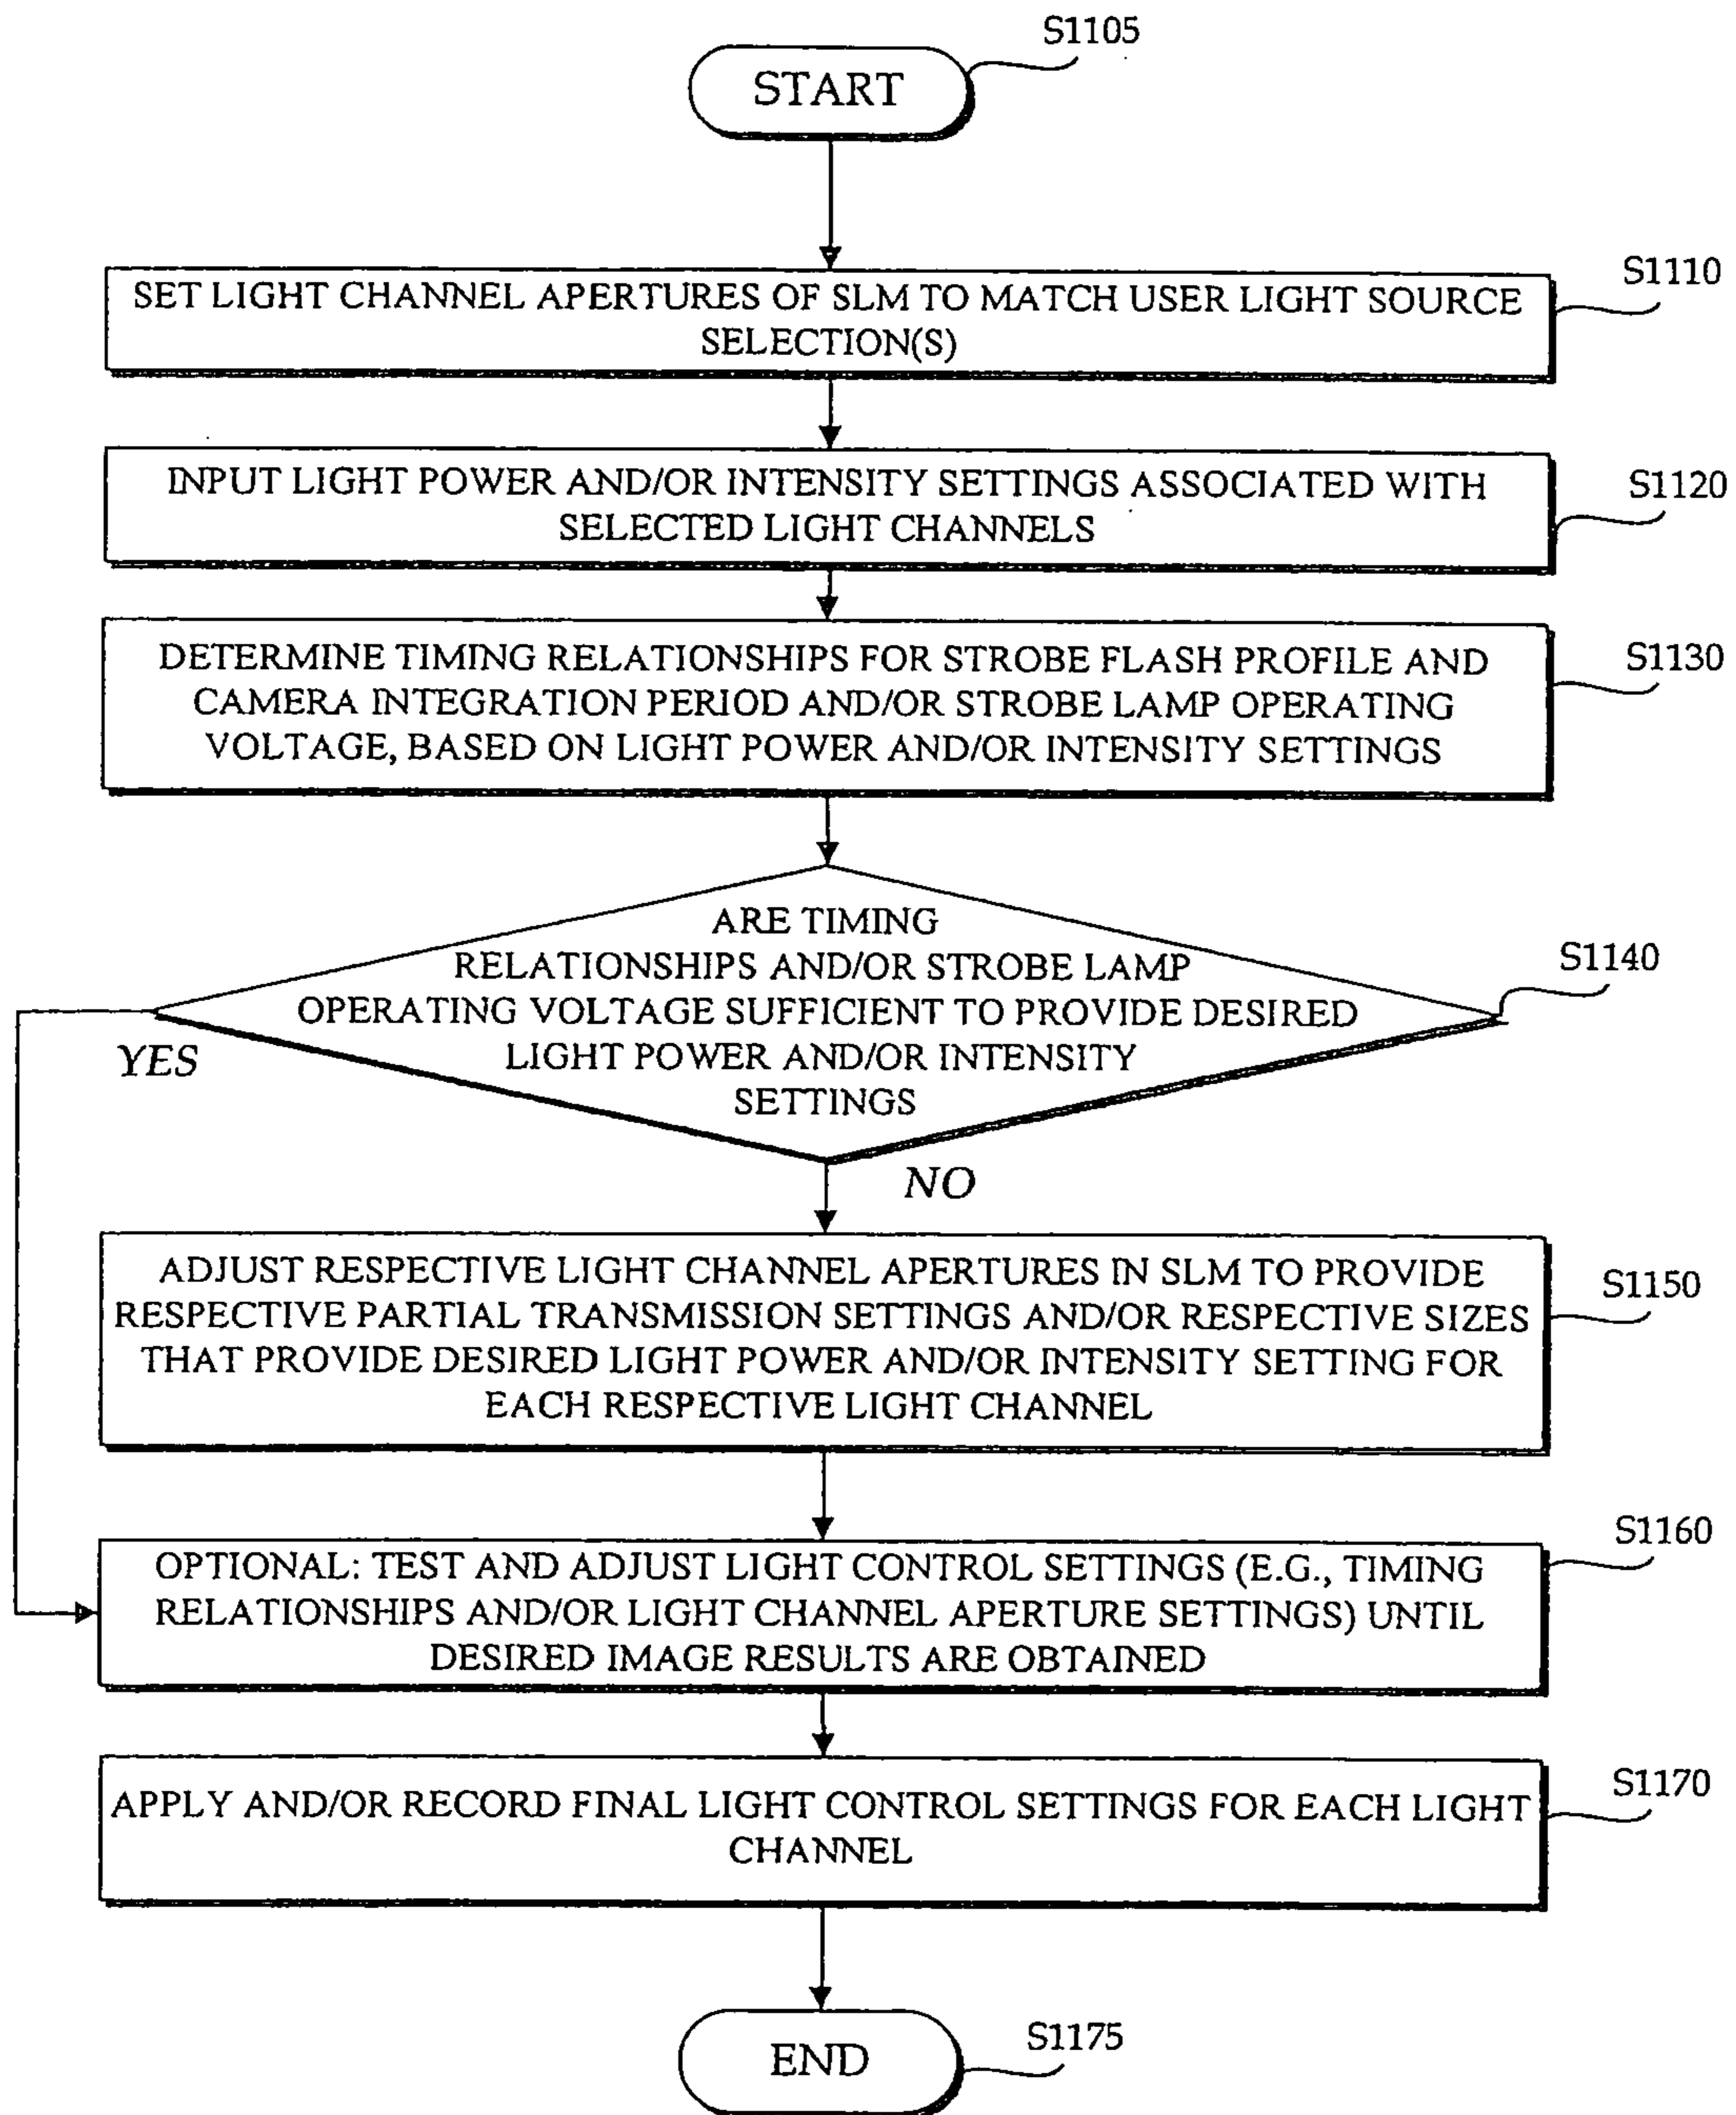 S1105
START
S1110
SET LIGHT CHANNEL APERTURES OF SLM TO MATCH USER LIGHT SOURCE
SELECTION(S)
S1120
INPUT LIGHT POWER AND/OR INTENSITY SETTINGS ASSOCIATED WITH
SELECTED LIGHT CHANNELS
S1130
DETERMINE TIMING RELATIONSHIPS FOR STROBE FLASH PROFILE AND
CAMERA INTEGRATION PERIOD AND/OR STROBE LAMP OPERATING
VOLTAGE, BASED ON LIGHT POWER AND/OR INTENSITY SETTINGS
S1140
ARE TIMING
RELATIONSHIPS AND/OR STROBE LAMP
OPERATING VOLTAGE SUFFICIENT TO PROVIDE DESIRED
LIGHT POWER AND/OR INTENSITY
SETTINGS
YES
NO
S1150
ADJUST RESPECTIVE LIGHT CHANNEL APERTURES IN SLM TO PROVIDE
RESPECTIVE PARTIAL TRANSMISSION SETTINGS AND/OR RESPECTIVE SIZES
THAT PROVIDE DESIRED LIGHT POWER AND/OR INTENSITY SETTING FOR
EACH RESPECTIVE LIGHT CHANNEL
S1160
OPTIONAL: TEST AND ADJUST LIGHT CONTROL SETTINGS (E.G., TIMING
RELATIONSHIPS AND/OR LIGHT CHANNEL APERTURE SETTINGS) UNTIL
DESIRED IMAGE RESULTS ARE OBTAINED
S1170
APPLY AND/OR RECORD FINAL LIGHT CONTROL SETTINGS FOR EACH LIGHT
CHANNEL
S1175
END